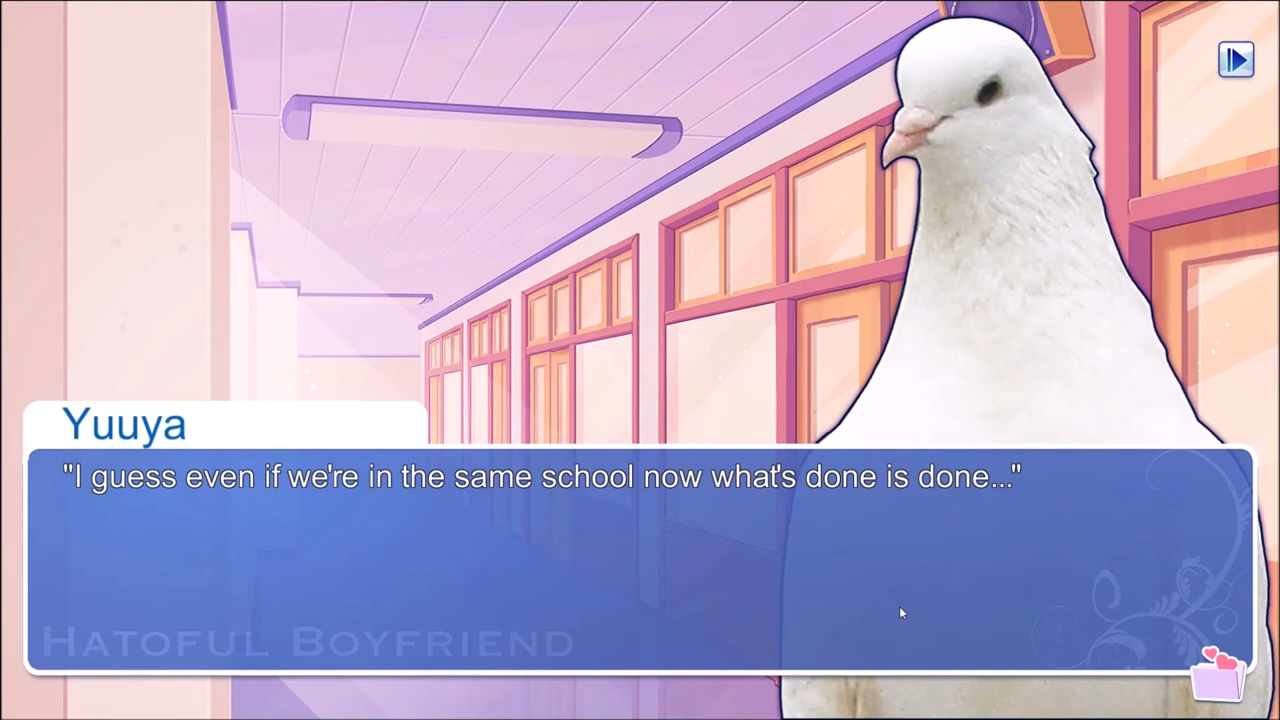 Yuuya
"I guess even if we're in the same school now what's done is done..."
HATOFUL BOYFRIEND